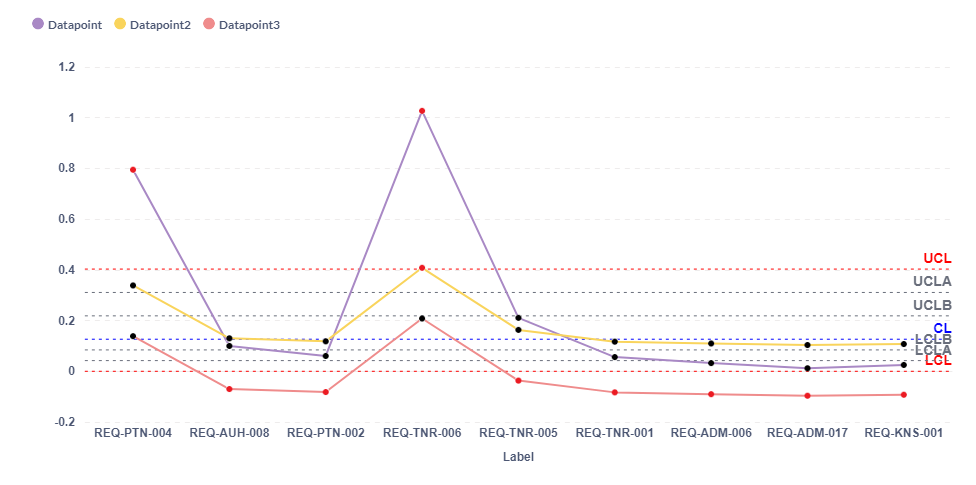 Datapoint Datapoint2 Datapoint3
1.2
1
0.8
0.6
UCL
0.4
UCLA
UCLB
0.2
CL
LCLB
LCLA
LCL
0
-0.2
REQ-PTN-004 REQ-AUH-008 REQ-PTN-002 REQ-TNR-006 REQ-TNR-005 REQ-TNR-001 REQ-ADM-006 REQ-ADM-017 REQ-KNS-001
Label